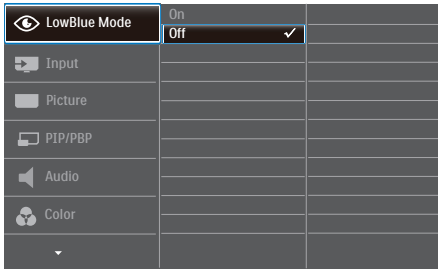 LowBlue Mode
On
Off
Input
Picture
PIP/PBP
Audio
Color